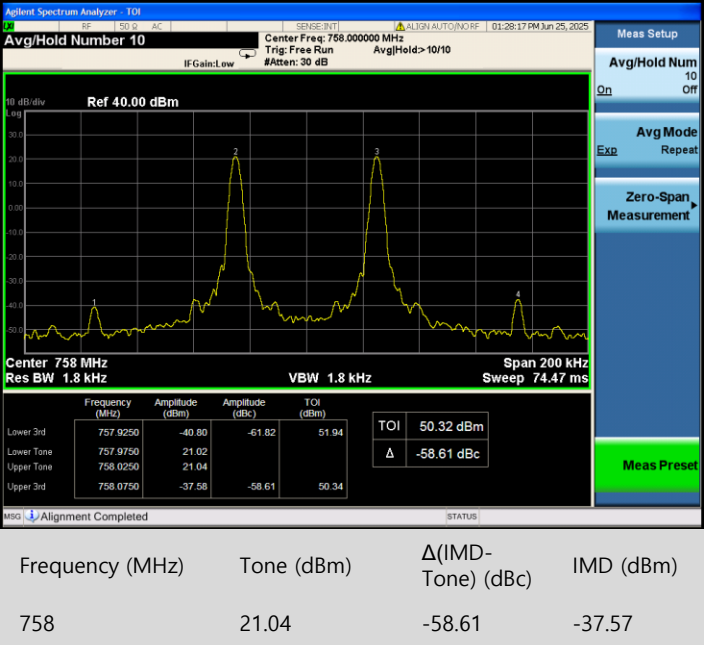 Agilent Spectrum Analyzer - TOI
RF 50 Ω AC SENSE:INT ALIGN AUTO/NO RF 01:28:17 PM Jun 25, 2025
Avg/Hold Number 10
Center Freq: 758.000000 MHz
Trig: Free Run Avg|Hold:>10/10
IFGain:Low #Atten: 30 dB
Meas Setup
Avg/Hold Num
10
On Off
Avg Mode
Exp Repeat
Zero-Span
Measurement
Meas Preset
10 dB/div Ref 40.00 dBm
Log
30.0
20.0
10.0
0.00
-10.0
-20.0
-30.0
-40.0
-50.0
1
2
3
4
Center 758 MHz Span 200 kHz
Res BW 1.8 kHz VBW 1.8 kHz Sweep 74.47 ms
Frequency Amplitude Amplitude TOI
(MHz) (dBm) (dBc) (dBm)
Lower 3rd 757.9250 -40.80 -61.82 51.94
Lower Tone 757.9750 21.02
Upper Tone 758.0250 21.04
Upper 3rd 758.0750 -37.58 -58.61 50.34
TOI 50.32 dBm
Δ -58.61 dBc
MSG Alignment Completed STATUS
Frequency (MHz) Tone (dBm) Δ(IMD-
Tone) (dBc) IMD (dBm)
758 21.04 -58.61 -37.57